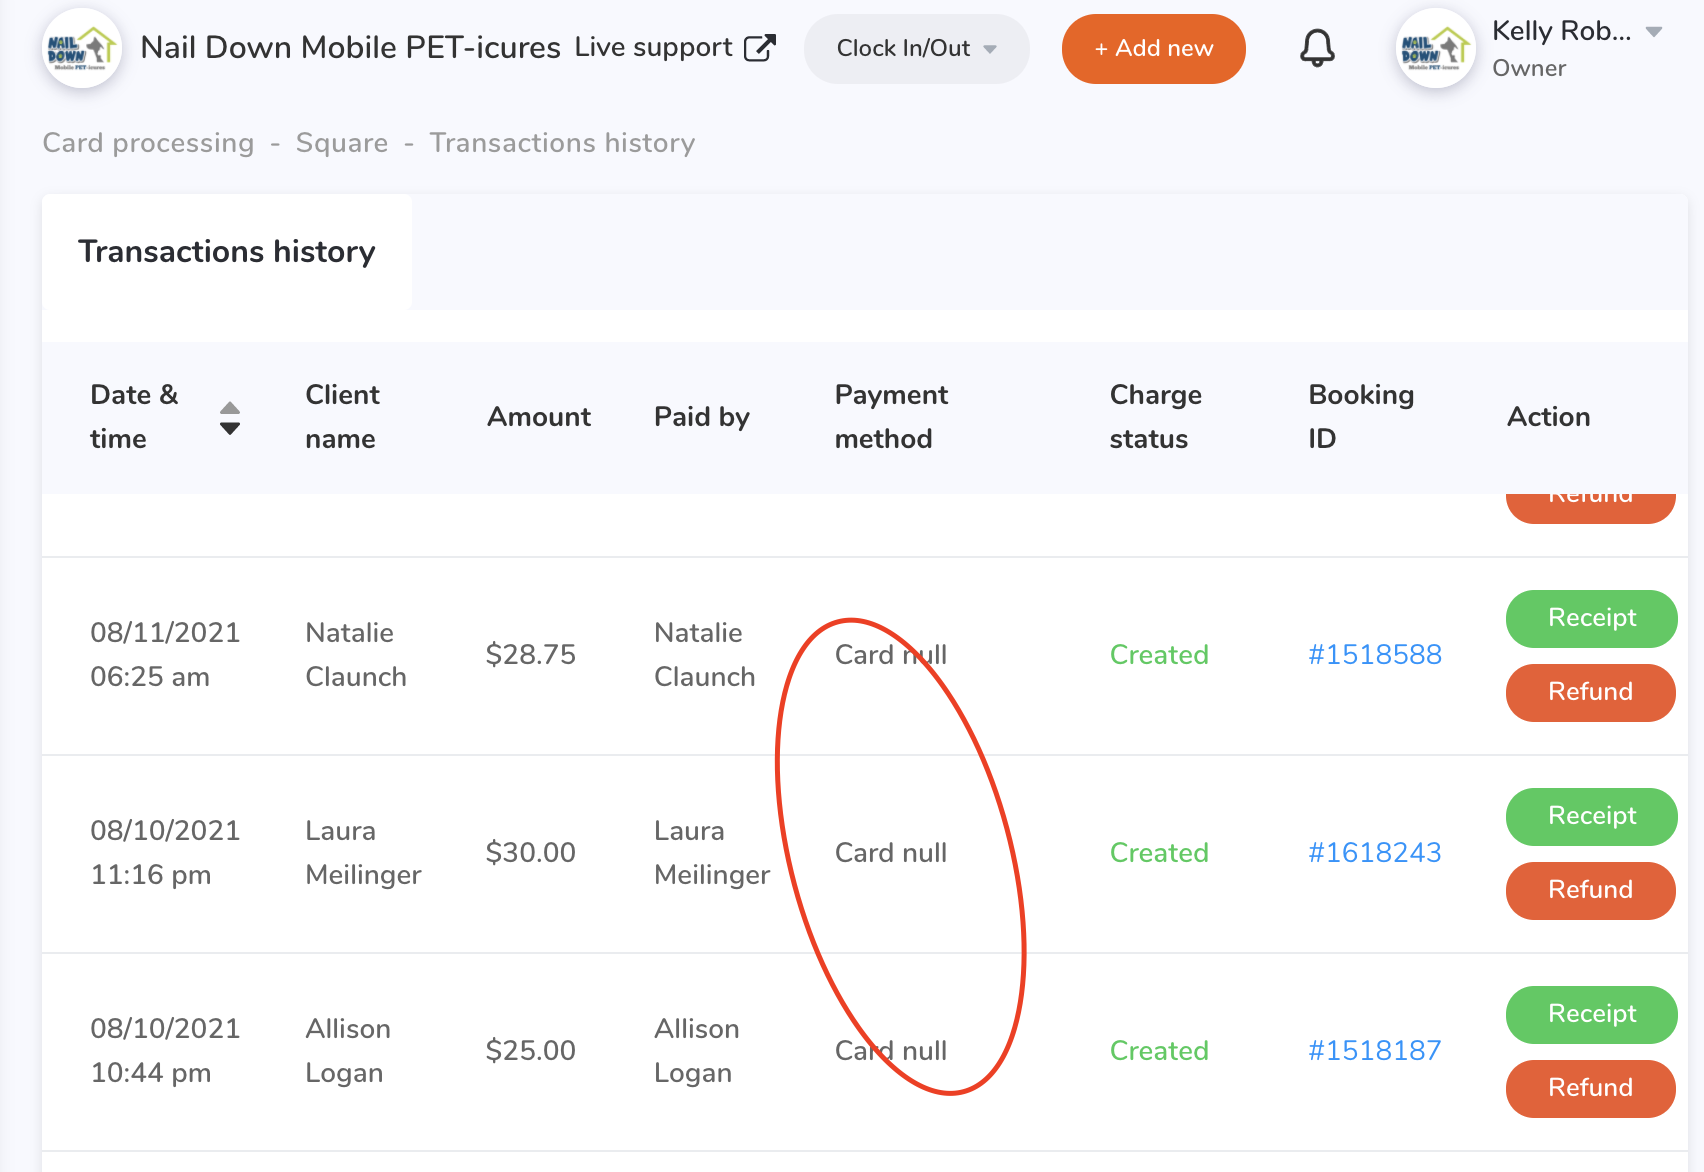 NAIL
DOWN
Mobile PET-icures
Nail Down Mobile PET-icures Live support Clock In/Out + Add new
NAIL
DOWN
Mobile PET-icures
Kelly Rob...
Owner
Card processing - Square - Transactions history
Transactions history
Date & time Client name Amount Paid by Payment method Charge status Booking ID Action
Refund
08/11/2021 06:25 am Natalie Claunch $28.75 Natalie Claunch Card null Created #1518588 Receipt
Refund
08/10/2021 11:16 pm Laura Meilinger $30.00 Laura Meilinger Card null Created #1618243 Receipt
Refund
08/10/2021 10:44 pm Allison Logan $25.00 Allison Logan Card null Created #1518187 Receipt
Refund